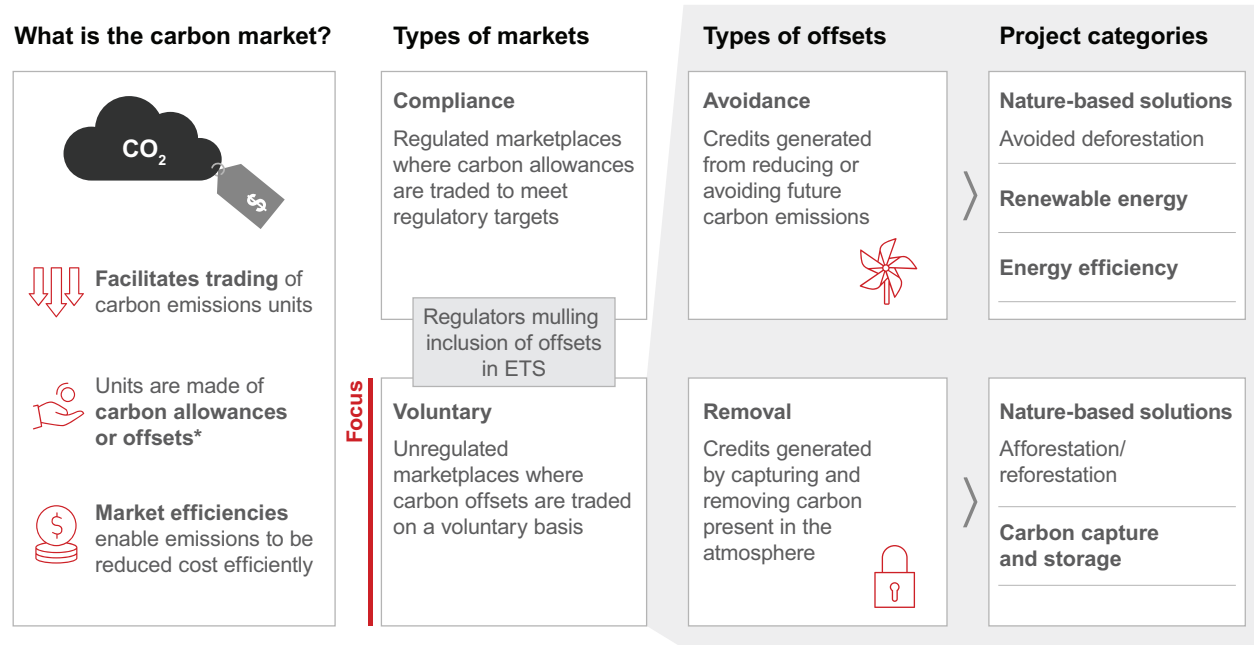 What is the carbon market?
CO2
$
Facilitates trading of
carbon emissions units
Units are made of
carbon allowances
or offsets*
$
Market efficiencies
enable emissions to be
reduced cost efficiently
Types of markets
Compliance
Regulated marketplaces
where carbon allowances
are traded to meet
regulatory targets
Regulators mulling
inclusion of offsets
in ETS
Focus
Voluntary
Unregulated
marketplaces where
carbon offsets are traded
on a voluntary basis
Types of offsets
Avoidance
Credits generated
from reducing or
avoiding future
carbon emissions
Removal
Credits generated
by capturing and
removing carbon
present in the
atmosphere
Project categories
Nature-based solutions
Avoided deforestation
Renewable energy
Energy efficiency
Nature-based solutions
Afforestation/
reforestation
Carbon capture
and storage